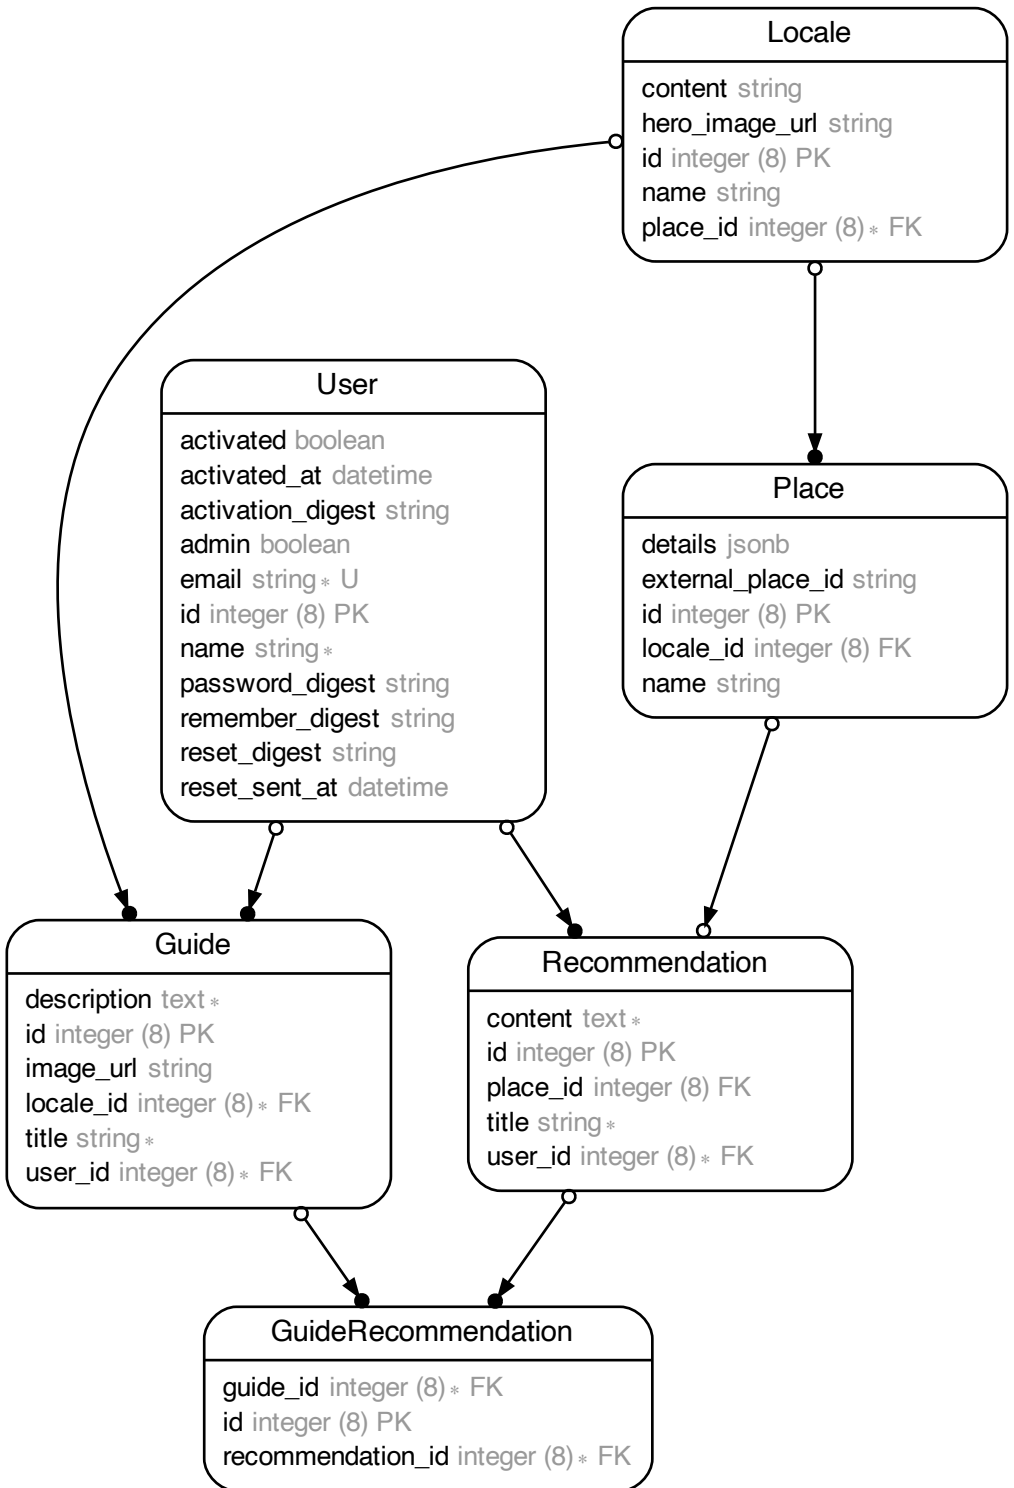 Locale
content string
hero_image_url string
id integer (8) PK
name string
place_id integer (8) * FK
User
activated boolean
activated_at datetime
activation_digest string
admin boolean
email string * U
id integer (8) PK
name string *
password_digest string
remember_digest string
reset_digest string
reset_sent_at datetime
Place
details jsonb
external_place_id string
id integer (8) PK
locale_id integer (8) FK
name string
Guide
description text *
id integer (8) PK
image_url string
locale_id integer (8) * FK
title string *
user_id integer (8) * FK
Recommendation
content text *
id integer (8) PK
place_id integer (8) FK
title string *
user_id integer (8) * FK
GuideRecommendation
guide_id integer (8) * FK
id integer (8) PK
recommendation_id integer (8) * FK